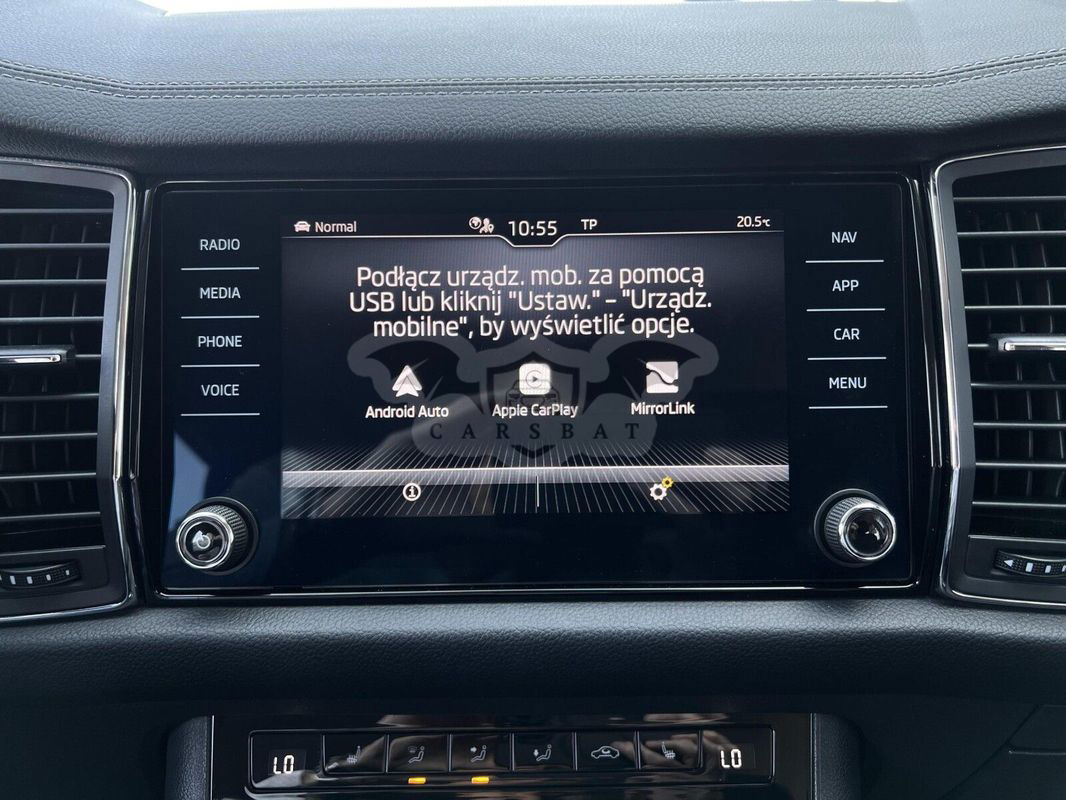 Normal
10:55
TP
20.5°C
RADIO
MEDIA
PHONE
VOICE
Podłącz urządz. mob. za pomocą
USB lub kliknij "Ustaw." - "Urządz.
mobilne", by wyświetlić opcje.
Android Auto
Apple CarPlay
MirrorLink
CARSBAT
NAV
APP
CAR
MENU
LO
LO